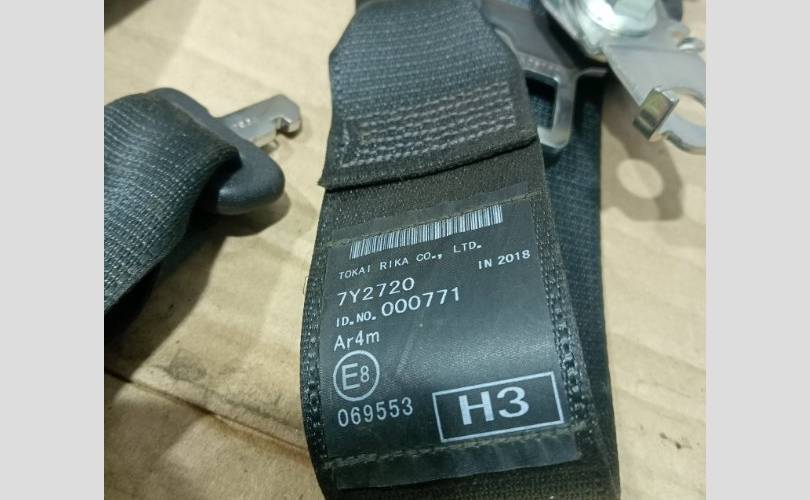 TOKAI RIKA CO., LTD.
IN 2018
7Y2720
ID.NO. 000771
Ar4m
E8
069553
H3